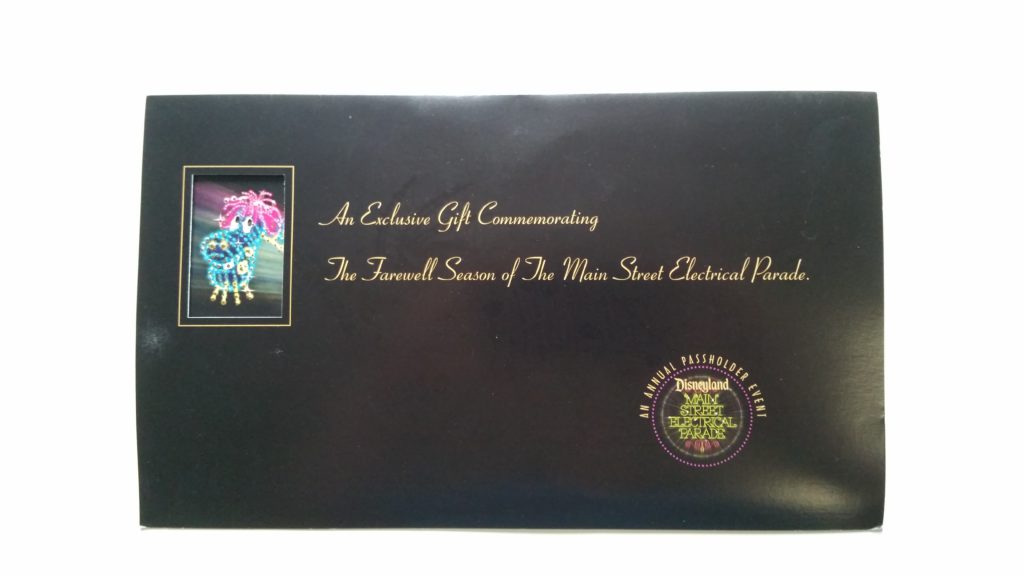 An Exclusive Gift Commemorating
The Farewell Season of The Main Street Electrical Parade.
AN ANNUAL PASSHOLDER EVENT
Disneyland
MAIN
STREET
ELECTRICAL
PARADE